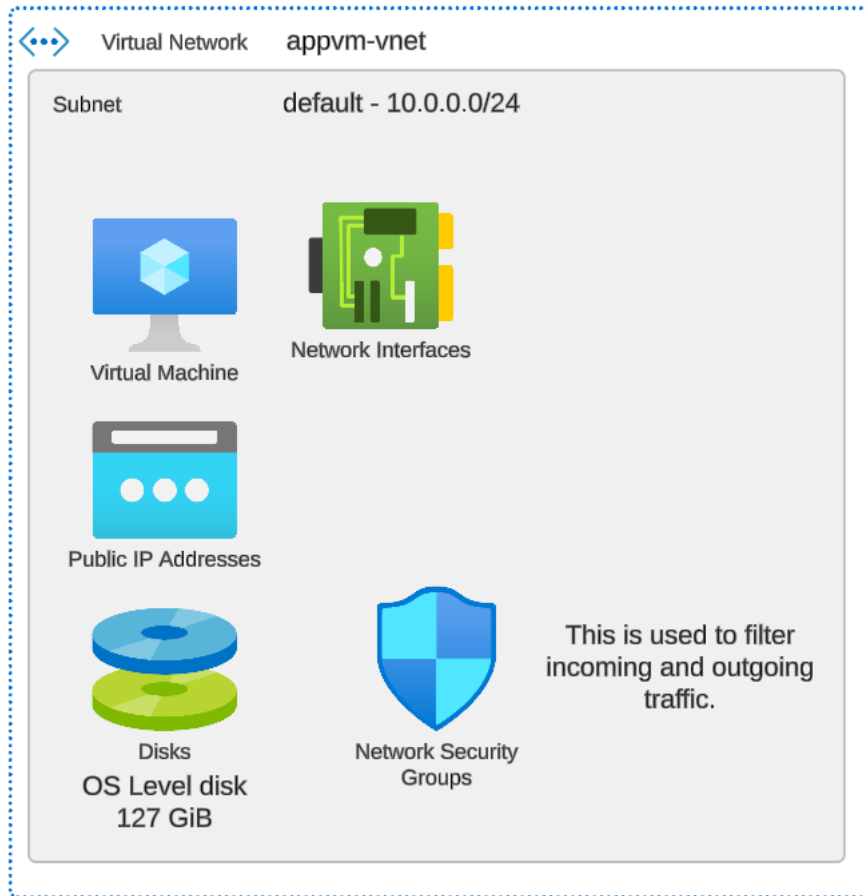 Virtual Network appvm-vnet
Subnet default - 10.0.0.0/24
Virtual Machine
Network Interfaces
Public IP Addresses
Disks
OS Level disk
127 GiB
Network Security
Groups
This is used to filter
incoming and outgoing
traffic.